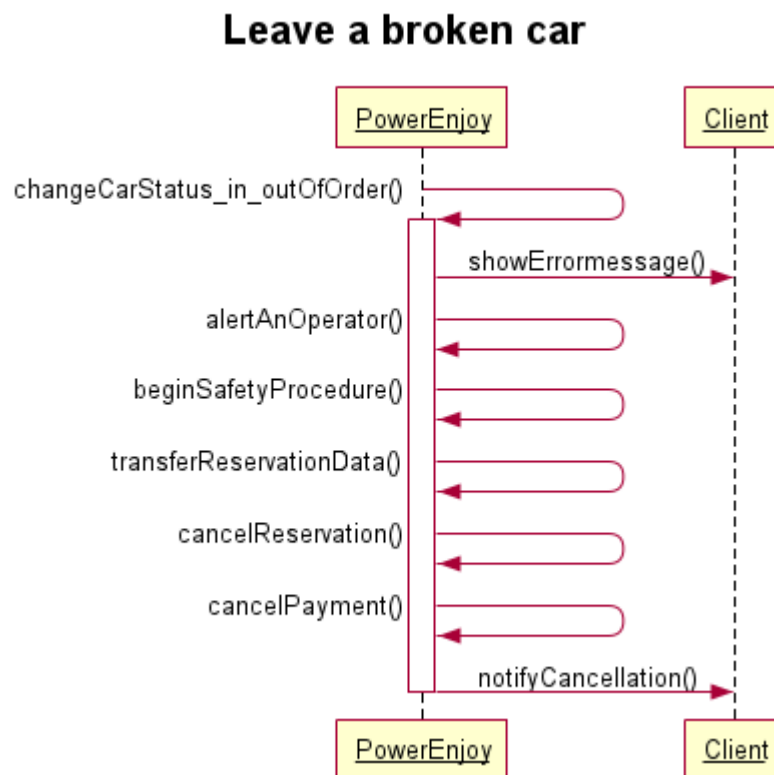 Leave a broken car
PowerEnjoy Client
changeCarStatus_in_outOfOrder()
showErrormessage()
alertAnOperator()
beginSafetyProcedure()
transferReservationData()
cancelReservation()
cancelPayment()
notifyCancellation()
PowerEnjoy Client